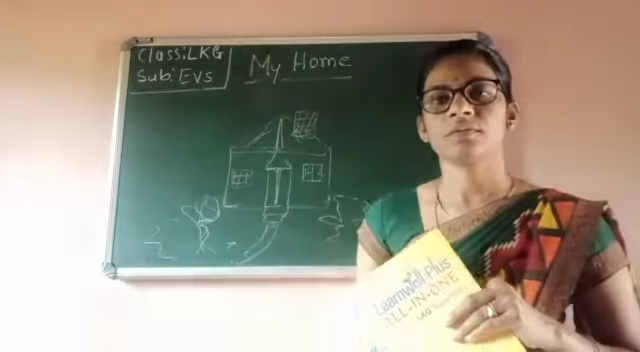 Class:LKG
Sub:EVS
My Home
Learnwell Plus
ALL-IN-ONE
LKG